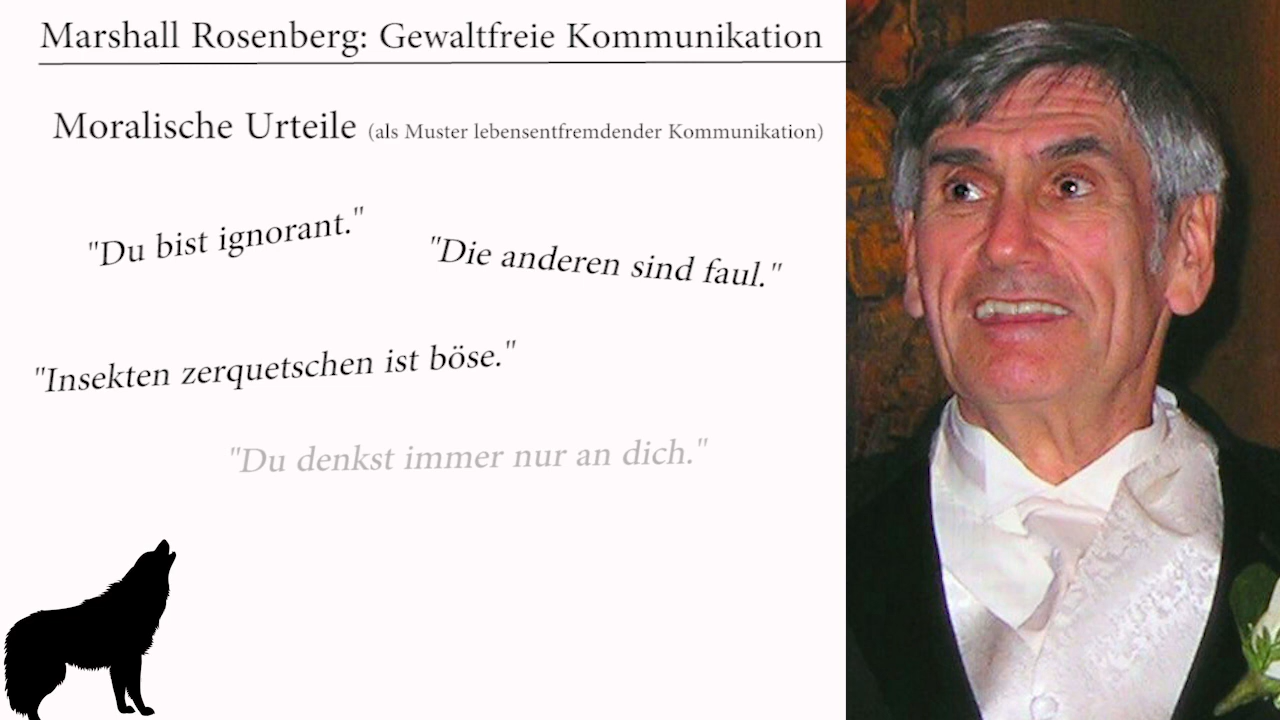 Marshall Rosenberg: Gewaltfreie Kommunikation
Moralische Urteile (als Muster lebensentfremdender Kommunikation)
"Du bist ignorant."
"Die anderen sind faul."
"Insekten zerquetschen ist böse."
"Du denkst immer nur an dich."